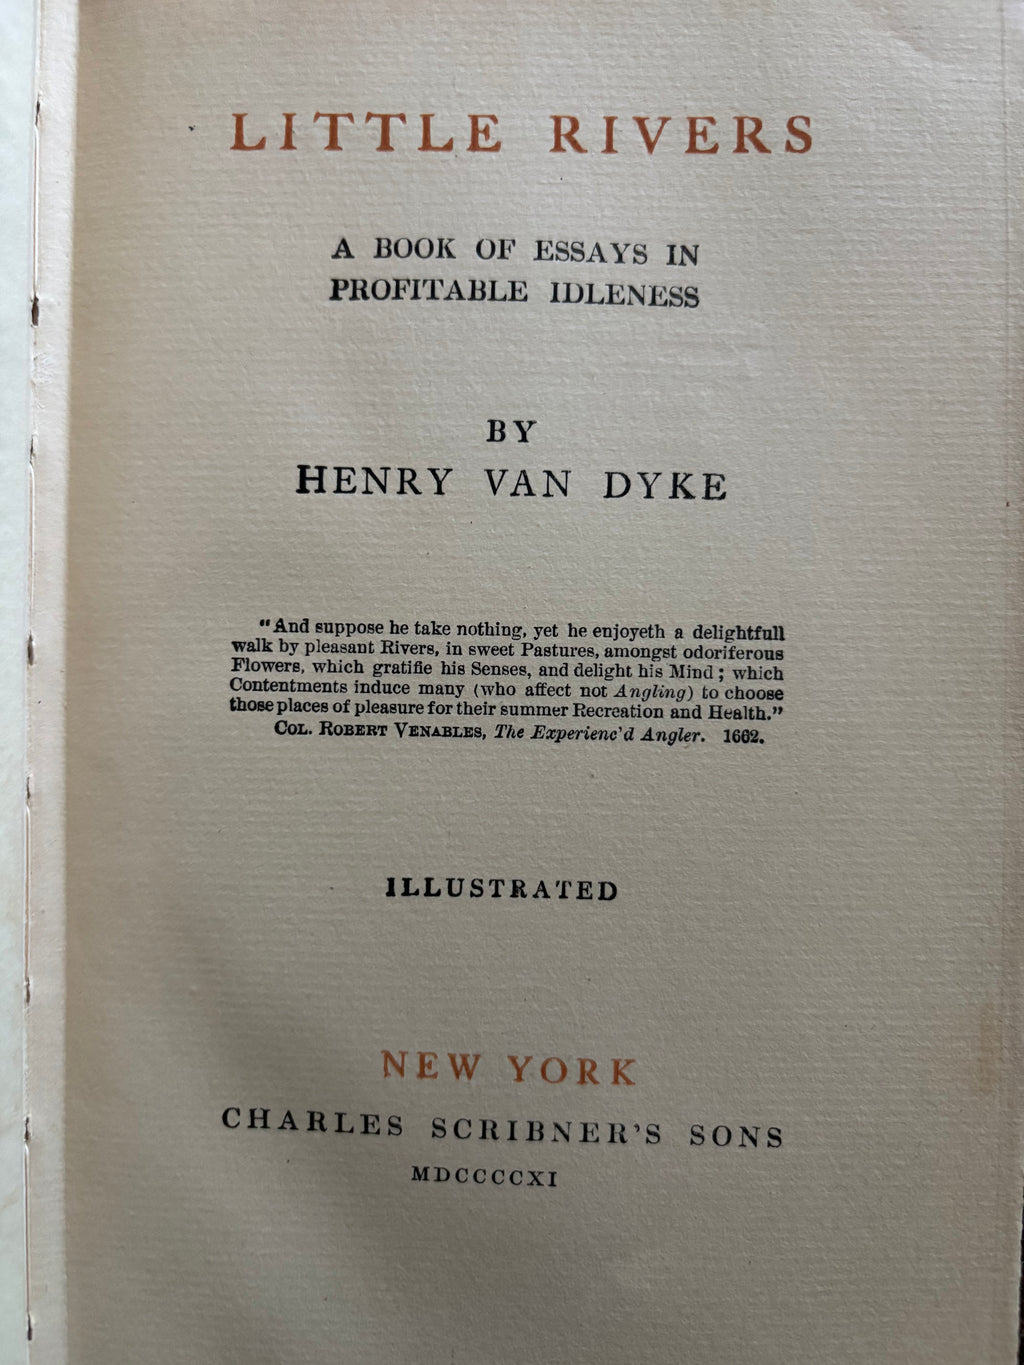 LITTLE RIVERS
A BOOK OF ESSAYS IN
PROFITABLE IDLENESS
BY
HENRY VAN DYKE
"And suppose he take nothing, yet he enjoyeth a delightfull
walk by pleasant Rivers, in sweet Pastures, amongst odoriferous
Flowers, which gratifie his Senses, and delight his Mind; which
Contentments induce many (who affect not Angling) to choose
those places of pleasure for their summer Recreation and Health."
COL. ROBERT VENABLES, The Experienc'd Angler. 1662.
ILLUSTRATED
NEW YORK
CHARLES SCRIBNER'S SONS
MDCCCCXI